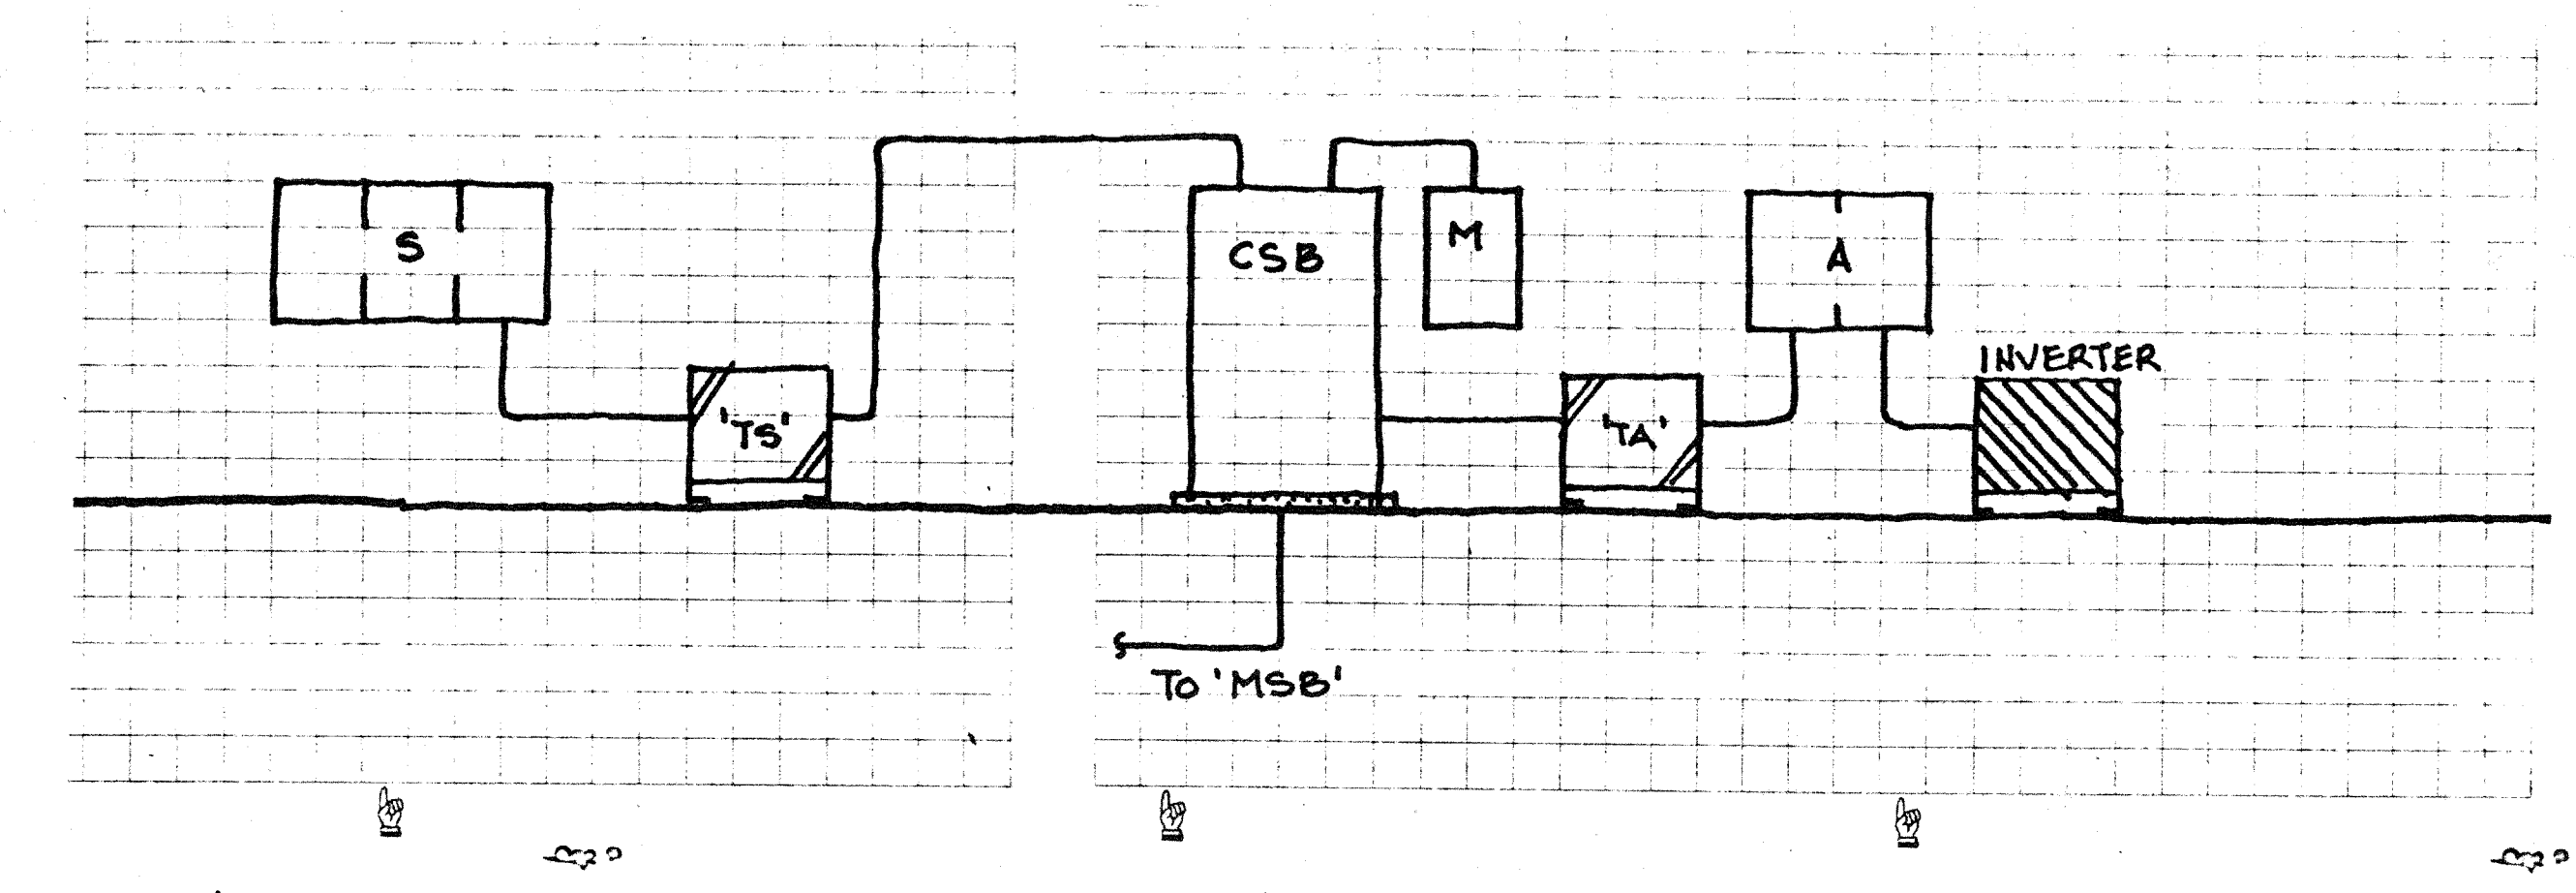 S
CSB
M
A
INVERTER
'TS'
'TA'
TO 'MSB'